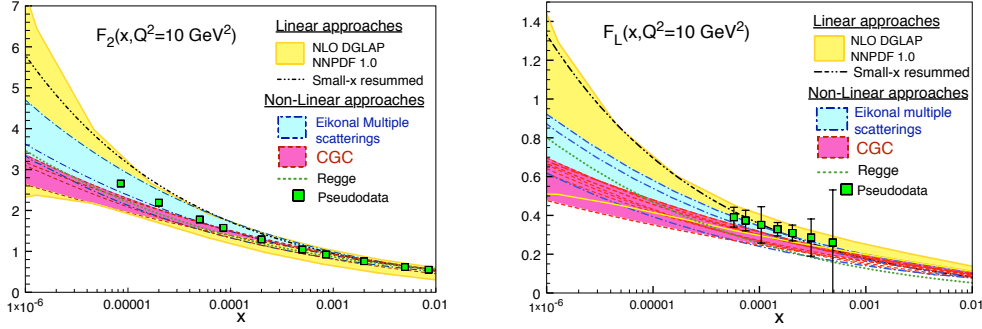 F2(x,Q²=10 GeV²)
Linear approaches
NLO DGLAP
NNPDF 1.0
Small-x resummed
Non-Linear approaches
Eikonal Multiple
scatterings
CGC
Regge
Pseudodata
7
6
5
4
3
2
1
0
1×10⁻⁶
0.00001
0.0001
0.001
0.01
x
FL(x,Q²=10 GeV²)
Linear approaches
NLO DGLAP
NNPDF 1.0
Small-x resummed
Non-Linear approaches
Eikonal multiple
scatterings
CGC
Regge
Pseudodata
1.4
1.2
1
0.8
0.6
0.4
0.2
0
1×10⁻⁶
0.00001
0.0001
0.001
0.01
x